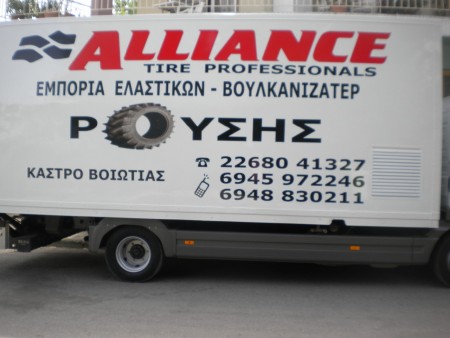 ALLIANCE
TIRE PROFESSIONALS
ΕΜΠΟΡΙΑ ΕΛΑΣΤΙΚΩΝ - ΒΟΥΛΚΑΝΙΖΑΤΕΡ
ΡΟΥΣΗΣ
22680 41327
ΚΑΣΤΡΟ ΒΟΙΩΤΙΑΣ 6945 972246
6948 830211